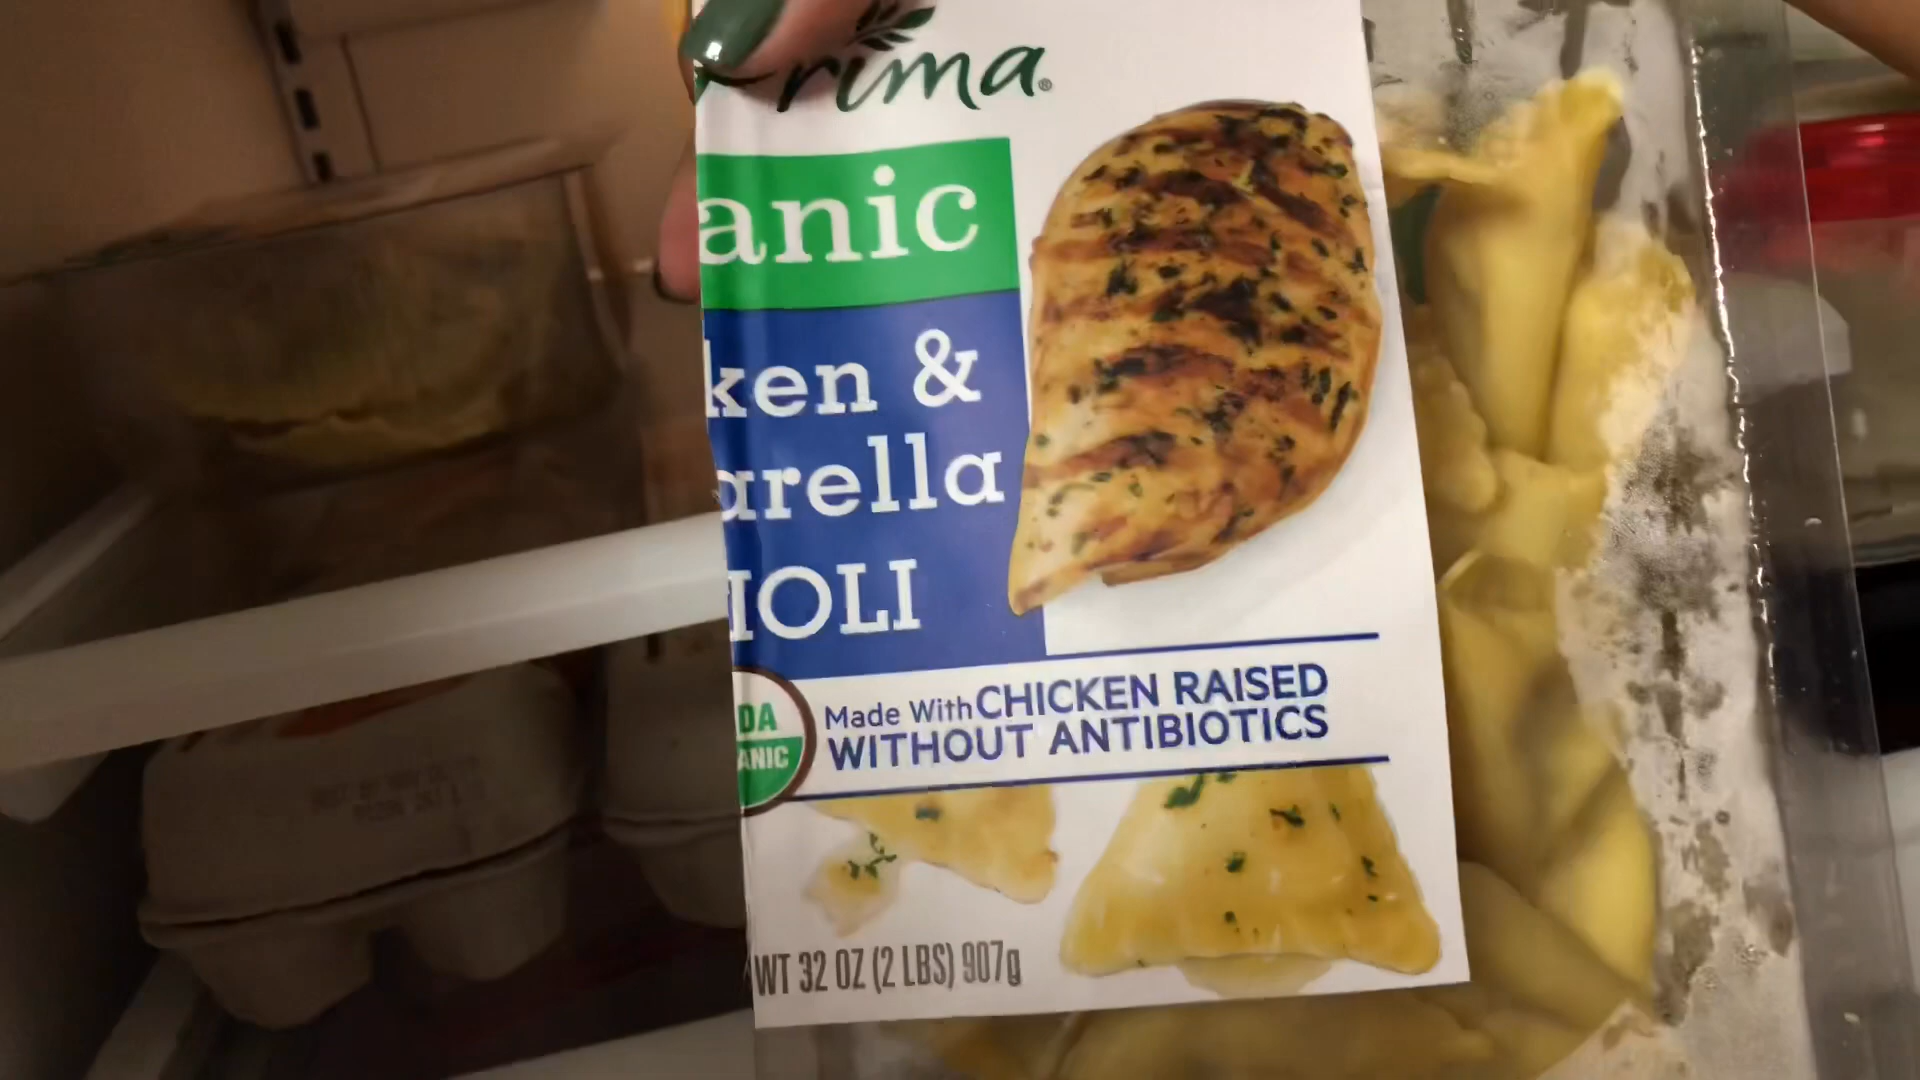 rima®
anic
ken &
arella
IOLI
DA
ANIC
Made With CHICKEN RAISED
WITHOUT ANTIBIOTICS
WT 32 OZ (2 LBS) 907g